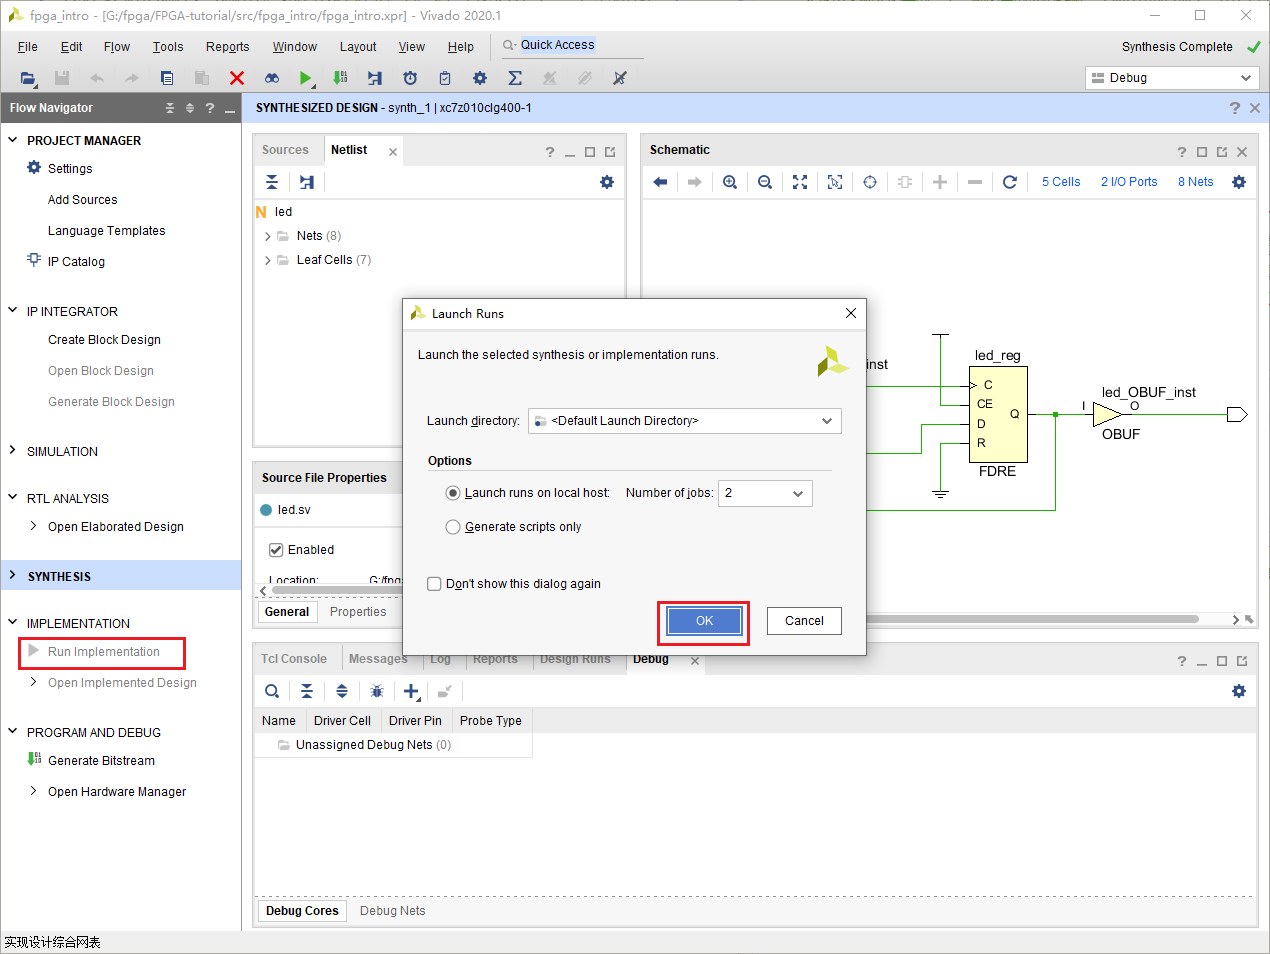 fpga_intro - [G:/fpga/FPGA-tutorial/src/fpga_intro/fpga_intro.xpr] - Vivado 2020.1
File Edit Flow Tools Reports Window Layout View Help Quick Access Synthesis Complete
Debug
Flow Navigator
SYNTHESIZED DESIGN - synth_1 | xc7z010clg400-1
PROJECT MANAGER
Settings
Add Sources
Language Templates
IP Catalog
IP INTEGRATOR
Create Block Design
Open Block Design
Generate Block Design
SIMULATION
RTL ANALYSIS
Open Elaborated Design
SYNTHESIS
IMPLEMENTATION
Run Implementation
Open Implemented Design
PROGRAM AND DEBUG
Generate Bitstream
Open Hardware Manager
Sources Netlist
led
Nets (8)
Leaf Cells (7)
Source File Properties
led.sv
Enabled
Location: G:/fpga
General Properties
Schematic
5 Cells 2 I/O Ports 8 Nets
inst
led_reg
C
CE
D
R
Q
FDRE
led_OBUF_inst
I O
OBUF
Launch Runs
Launch the selected synthesis or implementation runs.
Launch directory: <Default Launch Directory>
Options
Launch runs on local host: Number of jobs: 2
Generate scripts only
Don't show this dialog again
OK Cancel
Tcl Console Messages Log Reports Design Runs Debug
Name Driver Cell Driver Pin Probe Type
Unassigned Debug Nets (0)
Debug Cores Debug Nets
实现设计综合网表